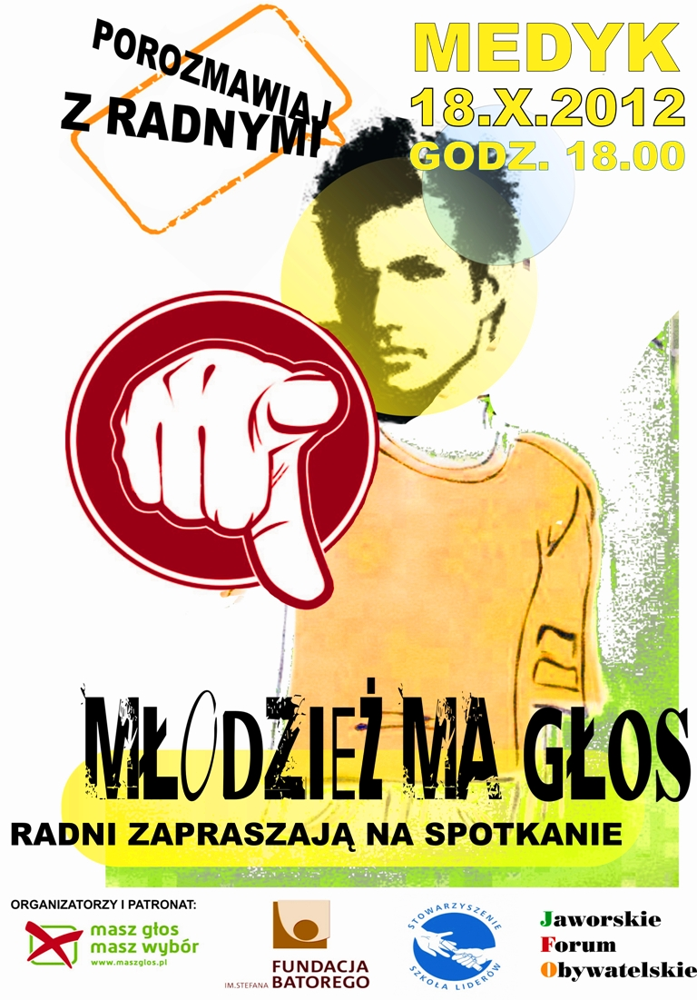 POROZMAWIAJ
Z RADNYMI
MEDYK
18.X.2012
GODZ. 18.00
MŁODZIEŻ MA GŁOS
RADNI ZAPRASZAJĄ NA SPOTKANIE
ORGANIZATORZY I PATRONAT:
masz głos
masz wybór
www.maszglos.pl
FUNDACJA
IM. STEFANA BATOREGO
STOWARZYSZENIE
SZKOŁA LIDERÓW
Jaworskie
Forum
Obywatelskie